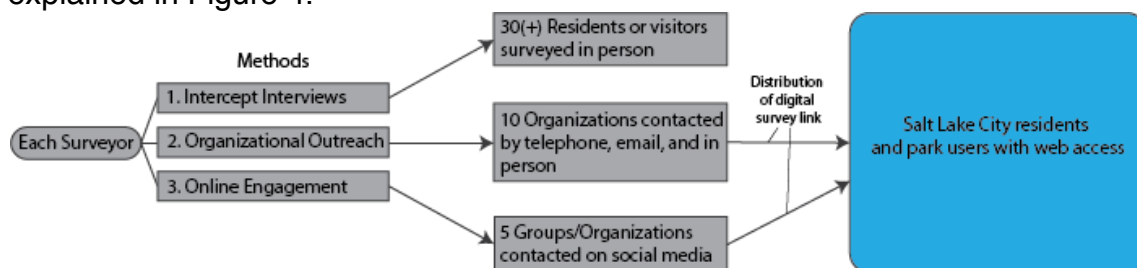 explained in Figure 4.
Methods
Each Surveyor
1. Intercept Interviews
2. Organizational Outreach
3. Online Engagement
30(+) Residents or visitors
surveyed in person
10 Organizations contacted
by telephone, email, and in
person
5 Groups/Organizations
contacted on social media
Distribution
of digital
survey link
Salt Lake City residents
and park users with web access